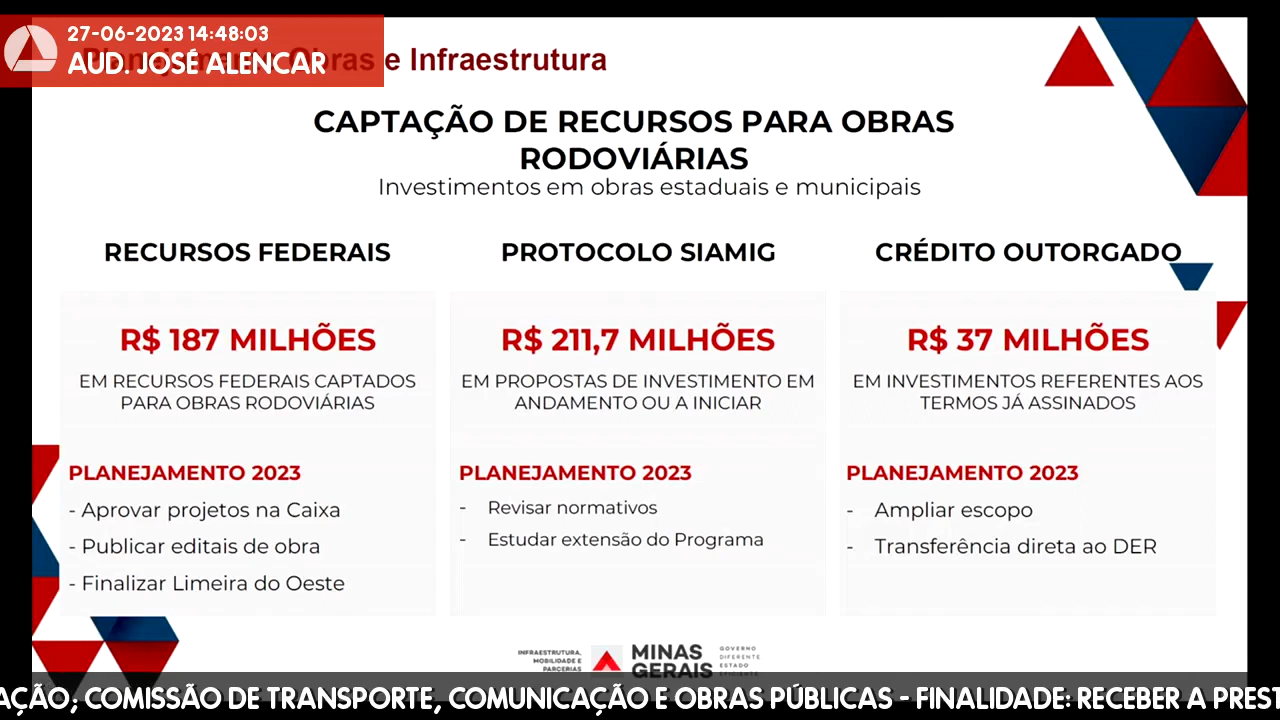 27-06-2023 14:48:03
AUD. JOSÉ ALENCAR
Obras e Infraestrutura
CAPTAÇÃO DE RECURSOS PARA OBRAS
RODOVIÁRIAS
Investimentos em obras estaduais e municipais
RECURSOS FEDERAIS
R$ 187 MILHÕES
EM RECURSOS FEDERAIS CAPTADOS
PARA OBRAS RODOVIÁRIAS
PLANEJAMENTO 2023
- Aprovar projetos na Caixa
- Publicar editais de obra
- Finalizar Limeira do Oeste
PROTOCOLO SIAMIG
R$ 211,7 MILHÕES
EM PROPOSTAS DE INVESTIMENTO EM
ANDAMENTO OU A INICIAR
PLANEJAMENTO 2023
- Revisar normativos
- Estudar extensão do Programa
CRÉDITO OUTORGADO
R$ 37 MILHÕES
EM INVESTIMENTOS REFERENTES AOS
TERMOS JÁ ASSINADOS
PLANEJAMENTO 2023
- Ampliar escopo
- Transferência direta ao DER
INFRAESTRUTURA,
MOBILIDADE E
PARCERIAS
MINAS
GERAIS
GOVERNO
DIFERENTE
ESTADO
EFICIENTE
AÇÃO; COMISSÃO DE TRANSPORTE, COMUNICAÇÃO E OBRAS PÚBLICAS - FINALIDADE: RECEBER A PREST